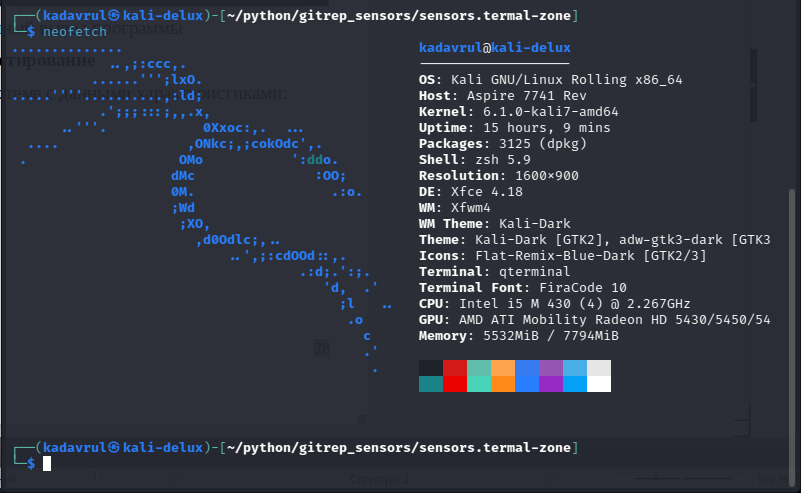 ┌──(kadavrul㉿kali-delux)-[~/python/gitrep_sensors/sensors.termal-zone]
└─$ neofetch
kadavrul@kali-delux
-------------------
OS: Kali GNU/Linux Rolling x86_64
Host: Aspire 7741 Rev
Kernel: 6.1.0-kali7-amd64
Uptime: 15 hours, 9 mins
Packages: 3125 (dpkg)
Shell: zsh 5.9
Resolution: 1600×900
DE: Xfce 4.18
WM: Xfwm4
WM Theme: Kali-Dark
Theme: Kali-Dark [GTK2], adw-gtk3-dark [GTK3
Icons: Flat-Remix-Blue-Dark [GTK2/3]
Terminal: qterminal
Terminal Font: FiraCode 10
CPU: Intel i5 M 430 (4) @ 2.267GHz
GPU: AMD ATI Mobility Radeon HD 5430/5450/54
Memory: 5532MiB / 7794MiB
28
┌──(kadavrul㉿kali-delux)-[~/python/gitrep_sensors/sensors.termal-zone]
└─$